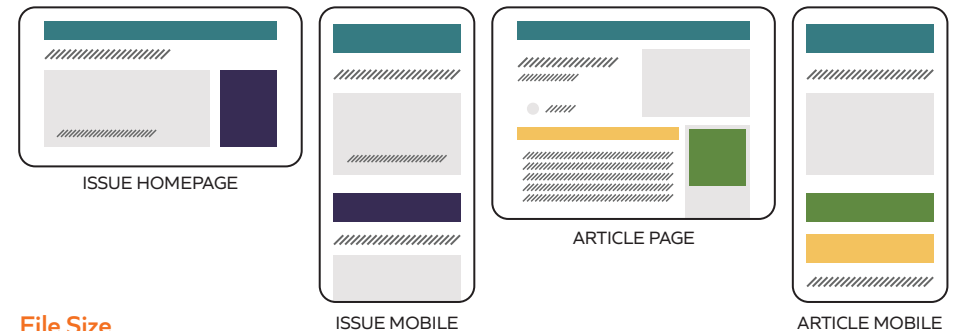 ISSUE HOMEPAGE
ARTICLE PAGE
File Size
ISSUE MOBILE
ARTICLE MOBILE